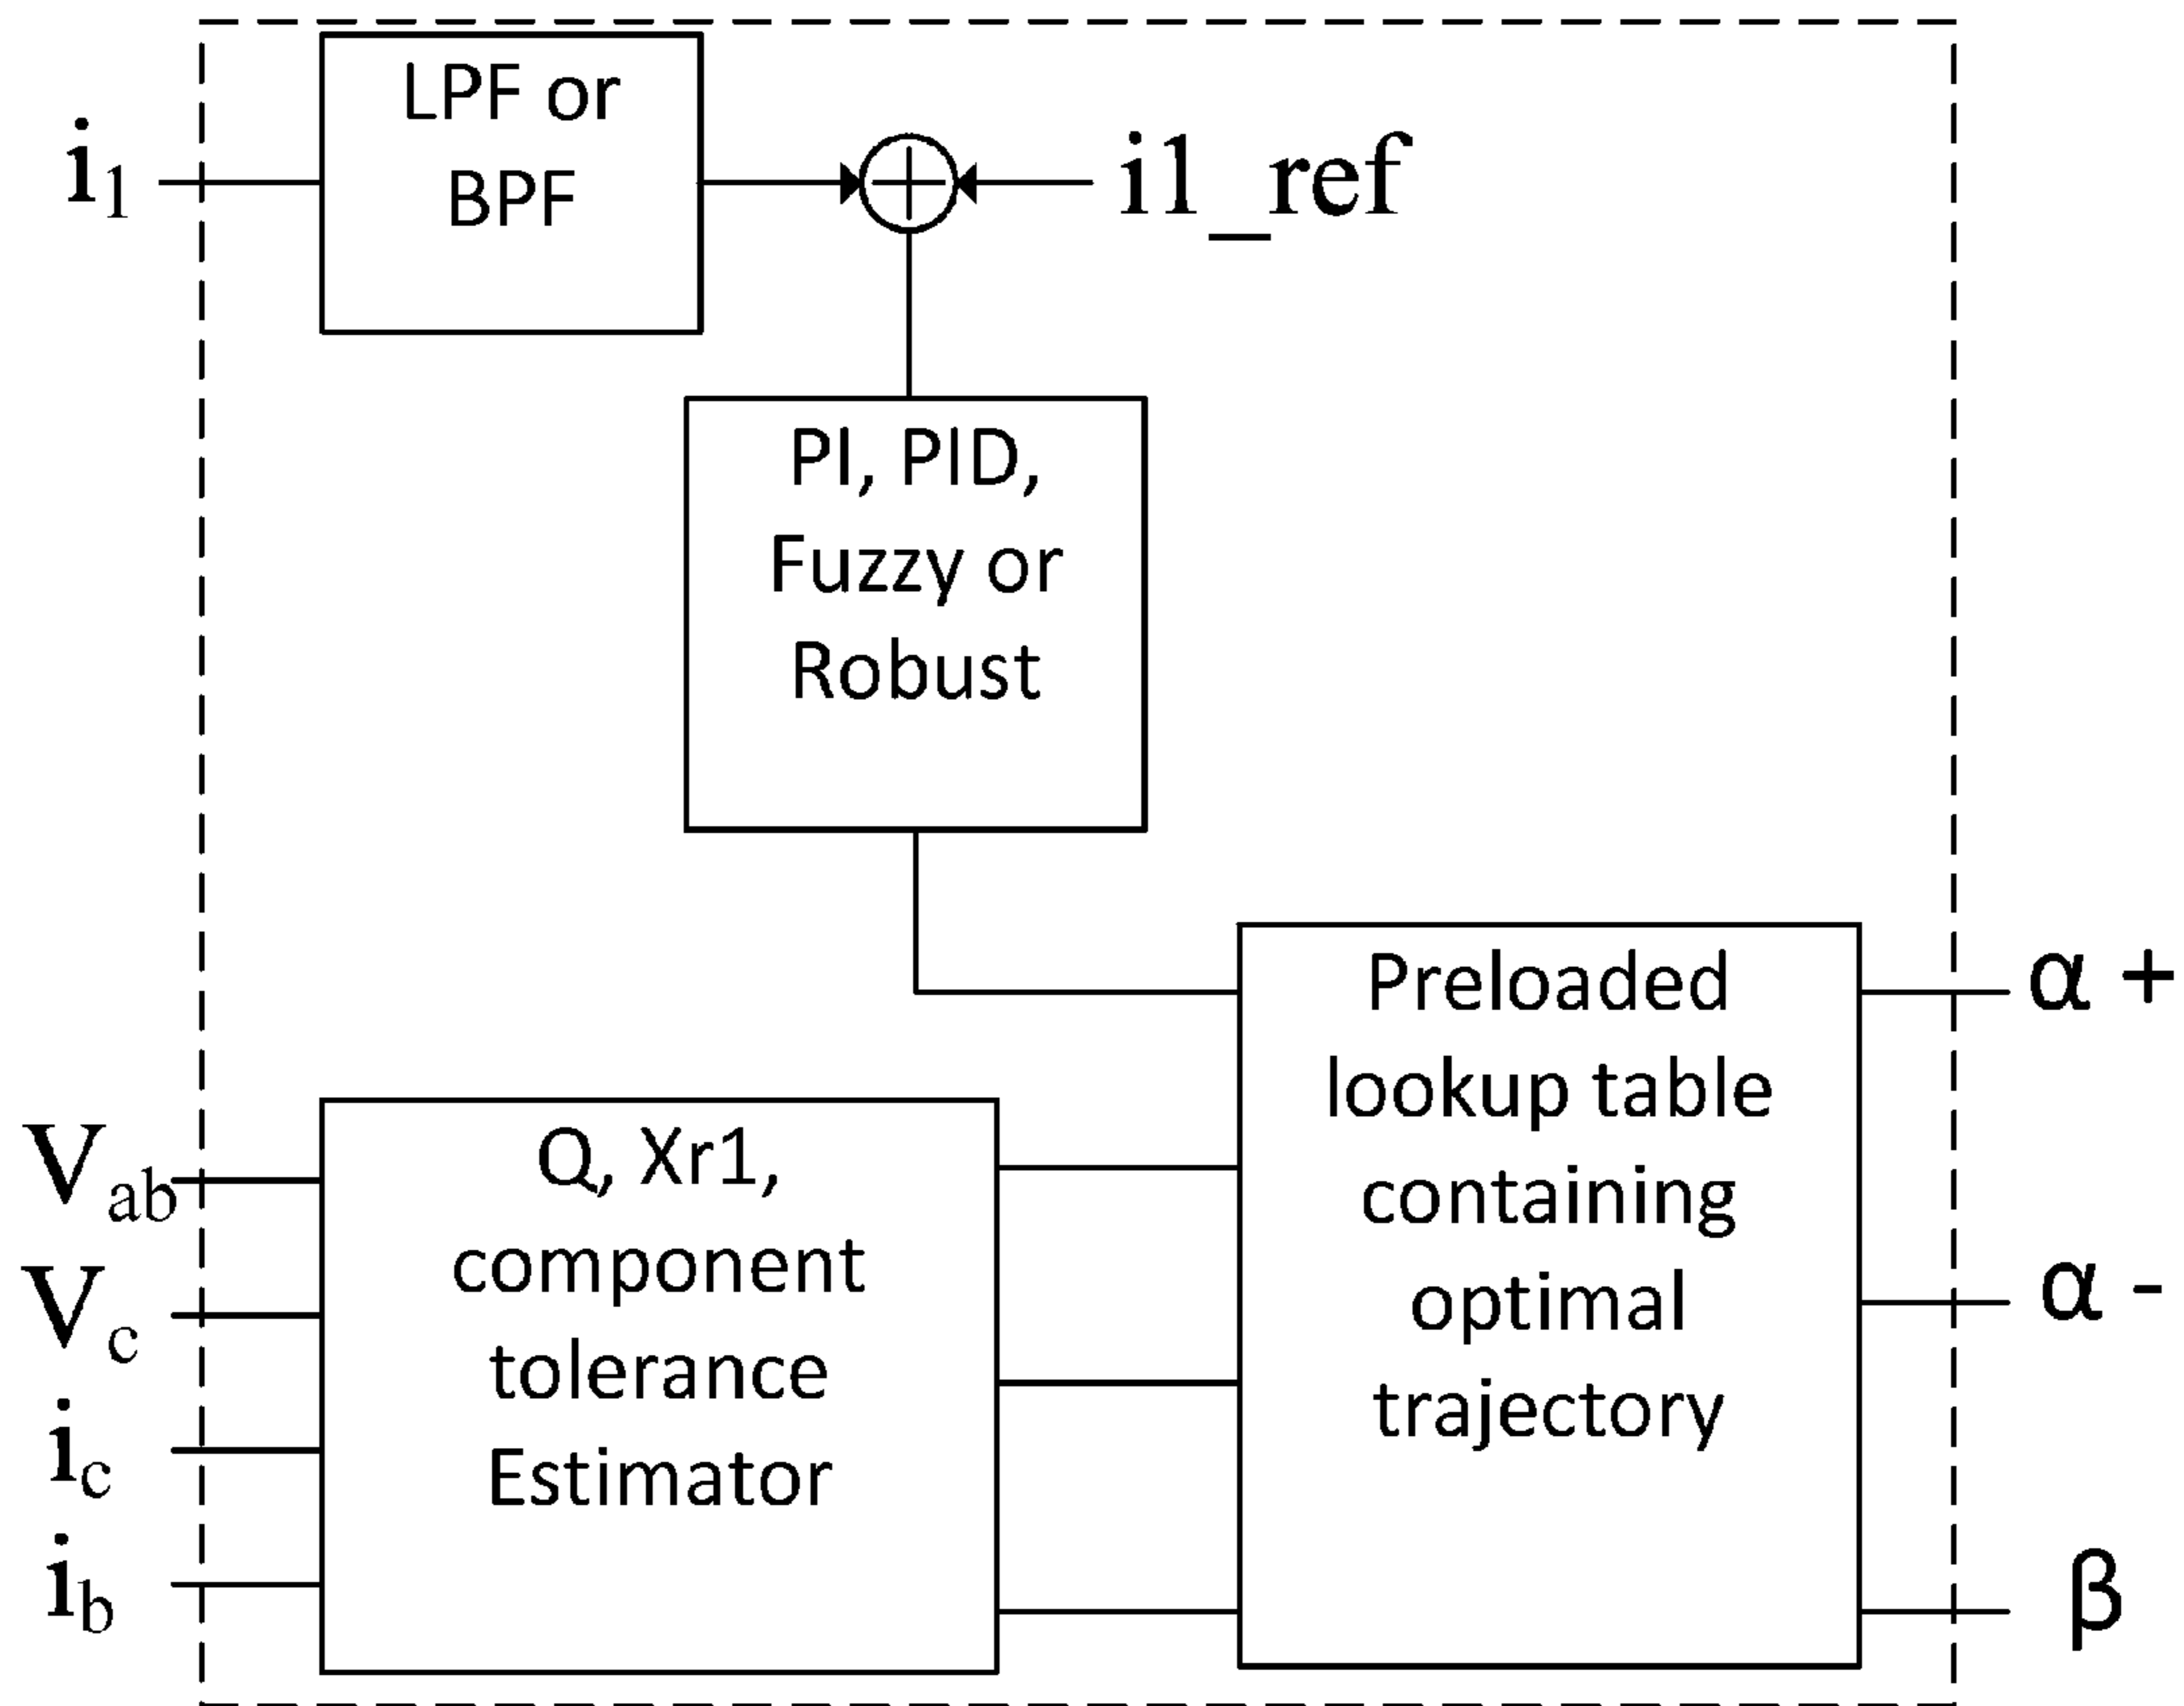 LPF or
BPF
i₁
i1_ref
PI, PID,
Fuzzy or
Robust
Preloaded
lookup table
containing
optimal
trajectory
α +
α -
β
Q, Xr1,
component
tolerance
Estimator
Vab
Vc
ic
ib